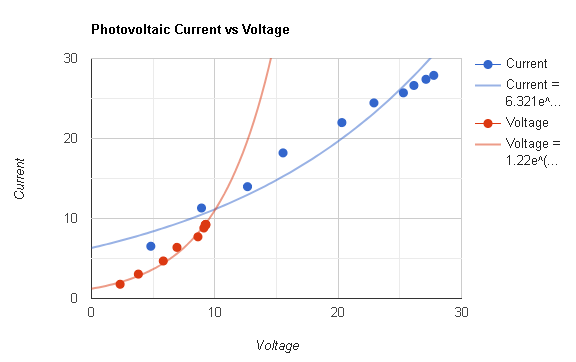 Photovoltaic Current vs Voltage
30
20
10
0
0
10
20
30
Current
Voltage
Current
Current =
6.321e^...
Voltage
Voltage =
1.22e^(...